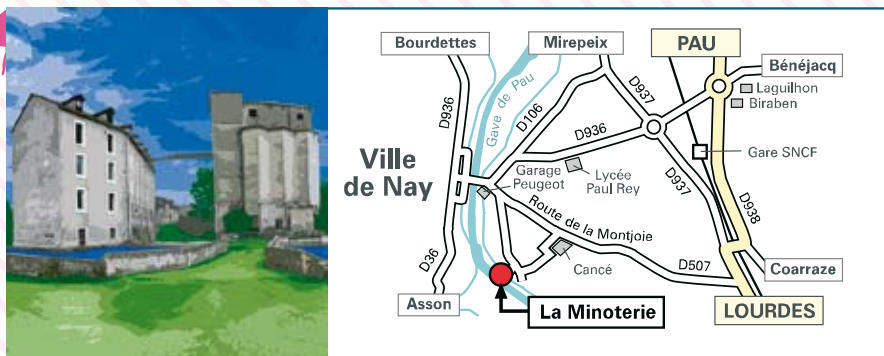 Bourdettes
Mirepeix
PAU
Bénéjacq
Laguilhon
Biraben
D936
Gave de Pau
D106
D937
D936
Gare SNCF
Ville
de Nay
Garage
Peugeot
Lycée
Paul Rey
D937
D938
Route de la Montjoie
D36
Cancé
D507
Coarraze
Asson
La Minoterie
LOURDES